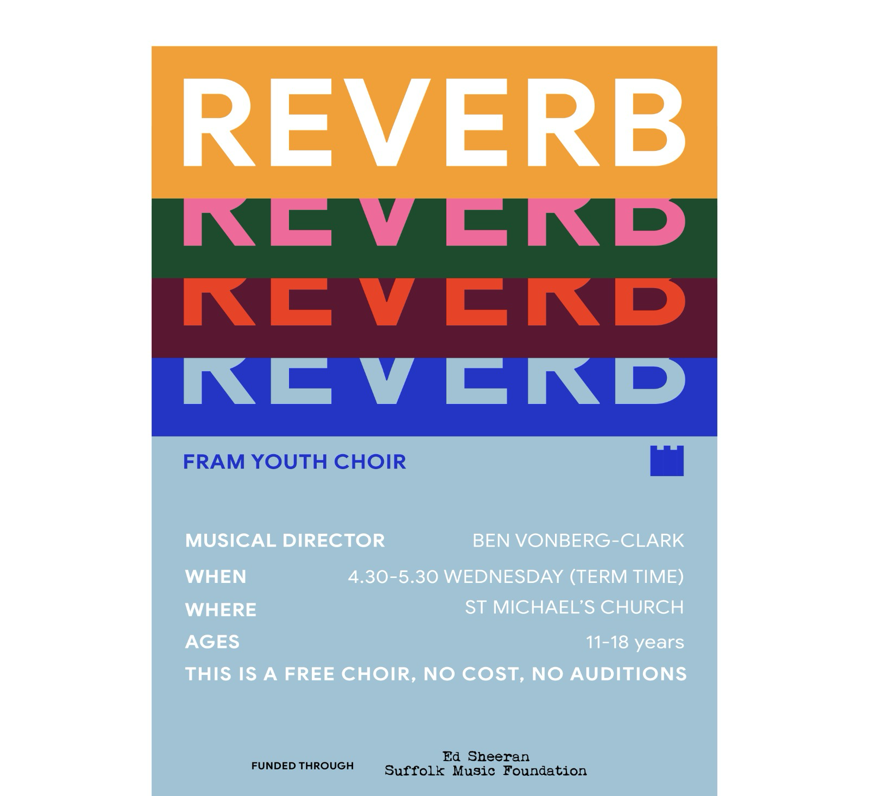 REVERB
REVERB
REVERB
REVERB
FRAM YOUTH CHOIR
MUSICAL DIRECTOR BEN VONBERG-CLARK
WHEN 4.30-5.30 WEDNESDAY (TERM TIME)
WHERE ST MICHAEL'S CHURCH
AGES 11-18 years
THIS IS A FREE CHOIR, NO COST, NO AUDITIONS
FUNDED THROUGH Ed Sheeran
Suffolk Music Foundation